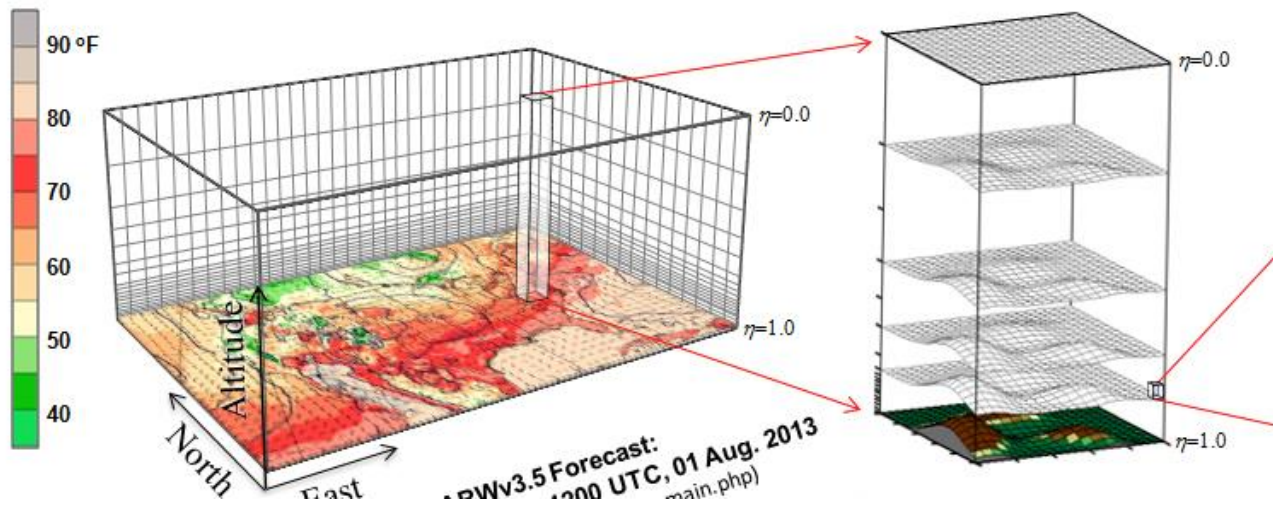 90 ºF
80
70
60
50
40
Altitude
North
East
η=0.0
η=1.0
ARWv3.5 Forecast:
1200 UTC, 01 Aug. 2013
main.php)
η=0.0
η=1.0